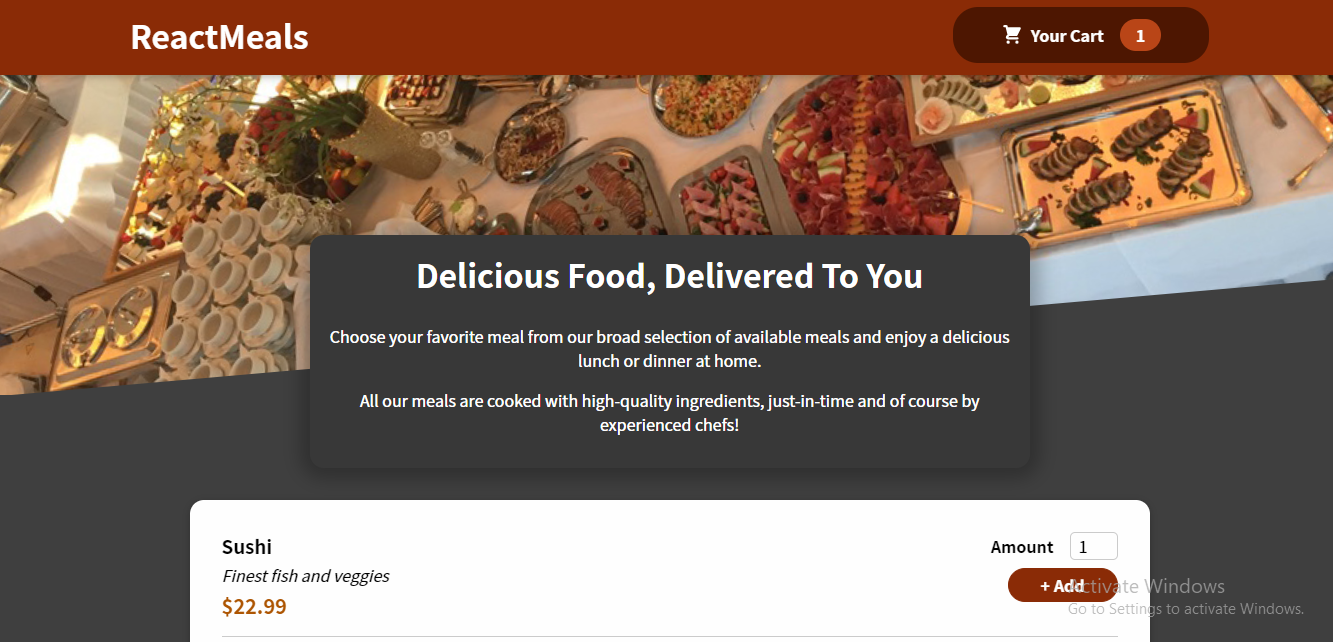 ReactMeals
Your Cart 1
Delicious Food, Delivered To You
Choose your favorite meal from our broad selection of available meals and enjoy a delicious
lunch or dinner at home.
All our meals are cooked with high-quality ingredients, just-in-time and of course by
experienced chefs!
Sushi
Finest fish and veggies
$22.99
Amount 1
+ Add
Activate Windows
Go to Settings to activate Windows.